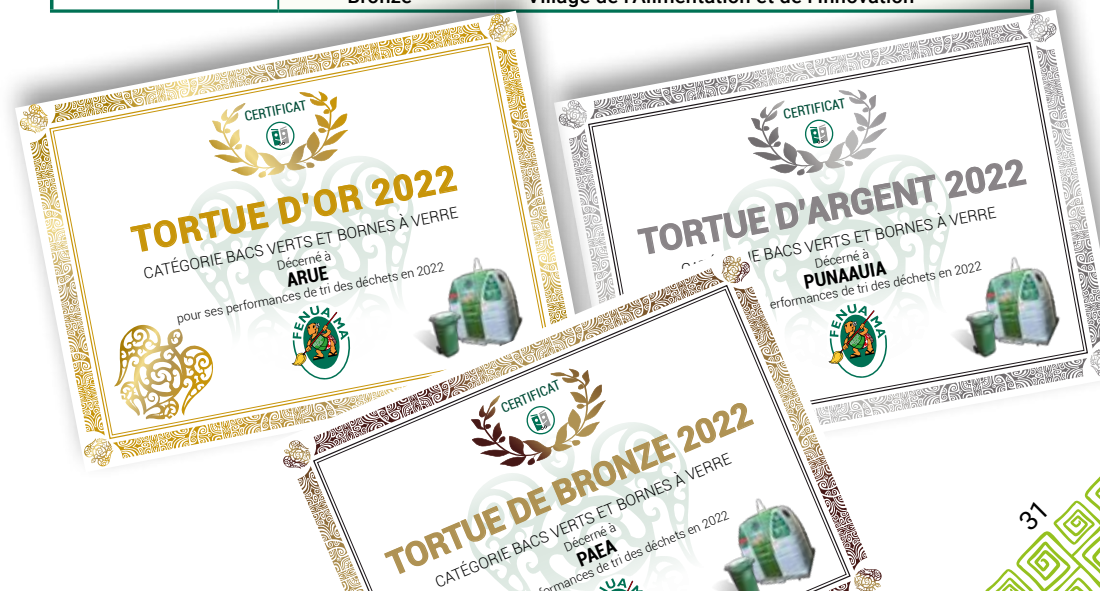 Bronze Village de l'Alimentation et de l'Innovation
CERTIFICAT
TORTUE D'OR 2022
CATÉGORIE BACS VERTS ET BORNES À VERRE
Décerné à
ARUE
pour ses performances de tri des déchets en 2022
FENUA MA
CERTIFICAT
TORTUE D'ARGENT 2022
E BACS VERTS ET BORNES À VERRE
Décerné à
PUNAAUIA
erformances de tri des déchets en 2022
FENUA MA
CERTIFICAT
TORTUE DE BRONZE 2022
CATÉGORIE BACS VERTS ET BORNES À VERRE
Décerné à
PAEA
formances de tri des déchets en 2022
31